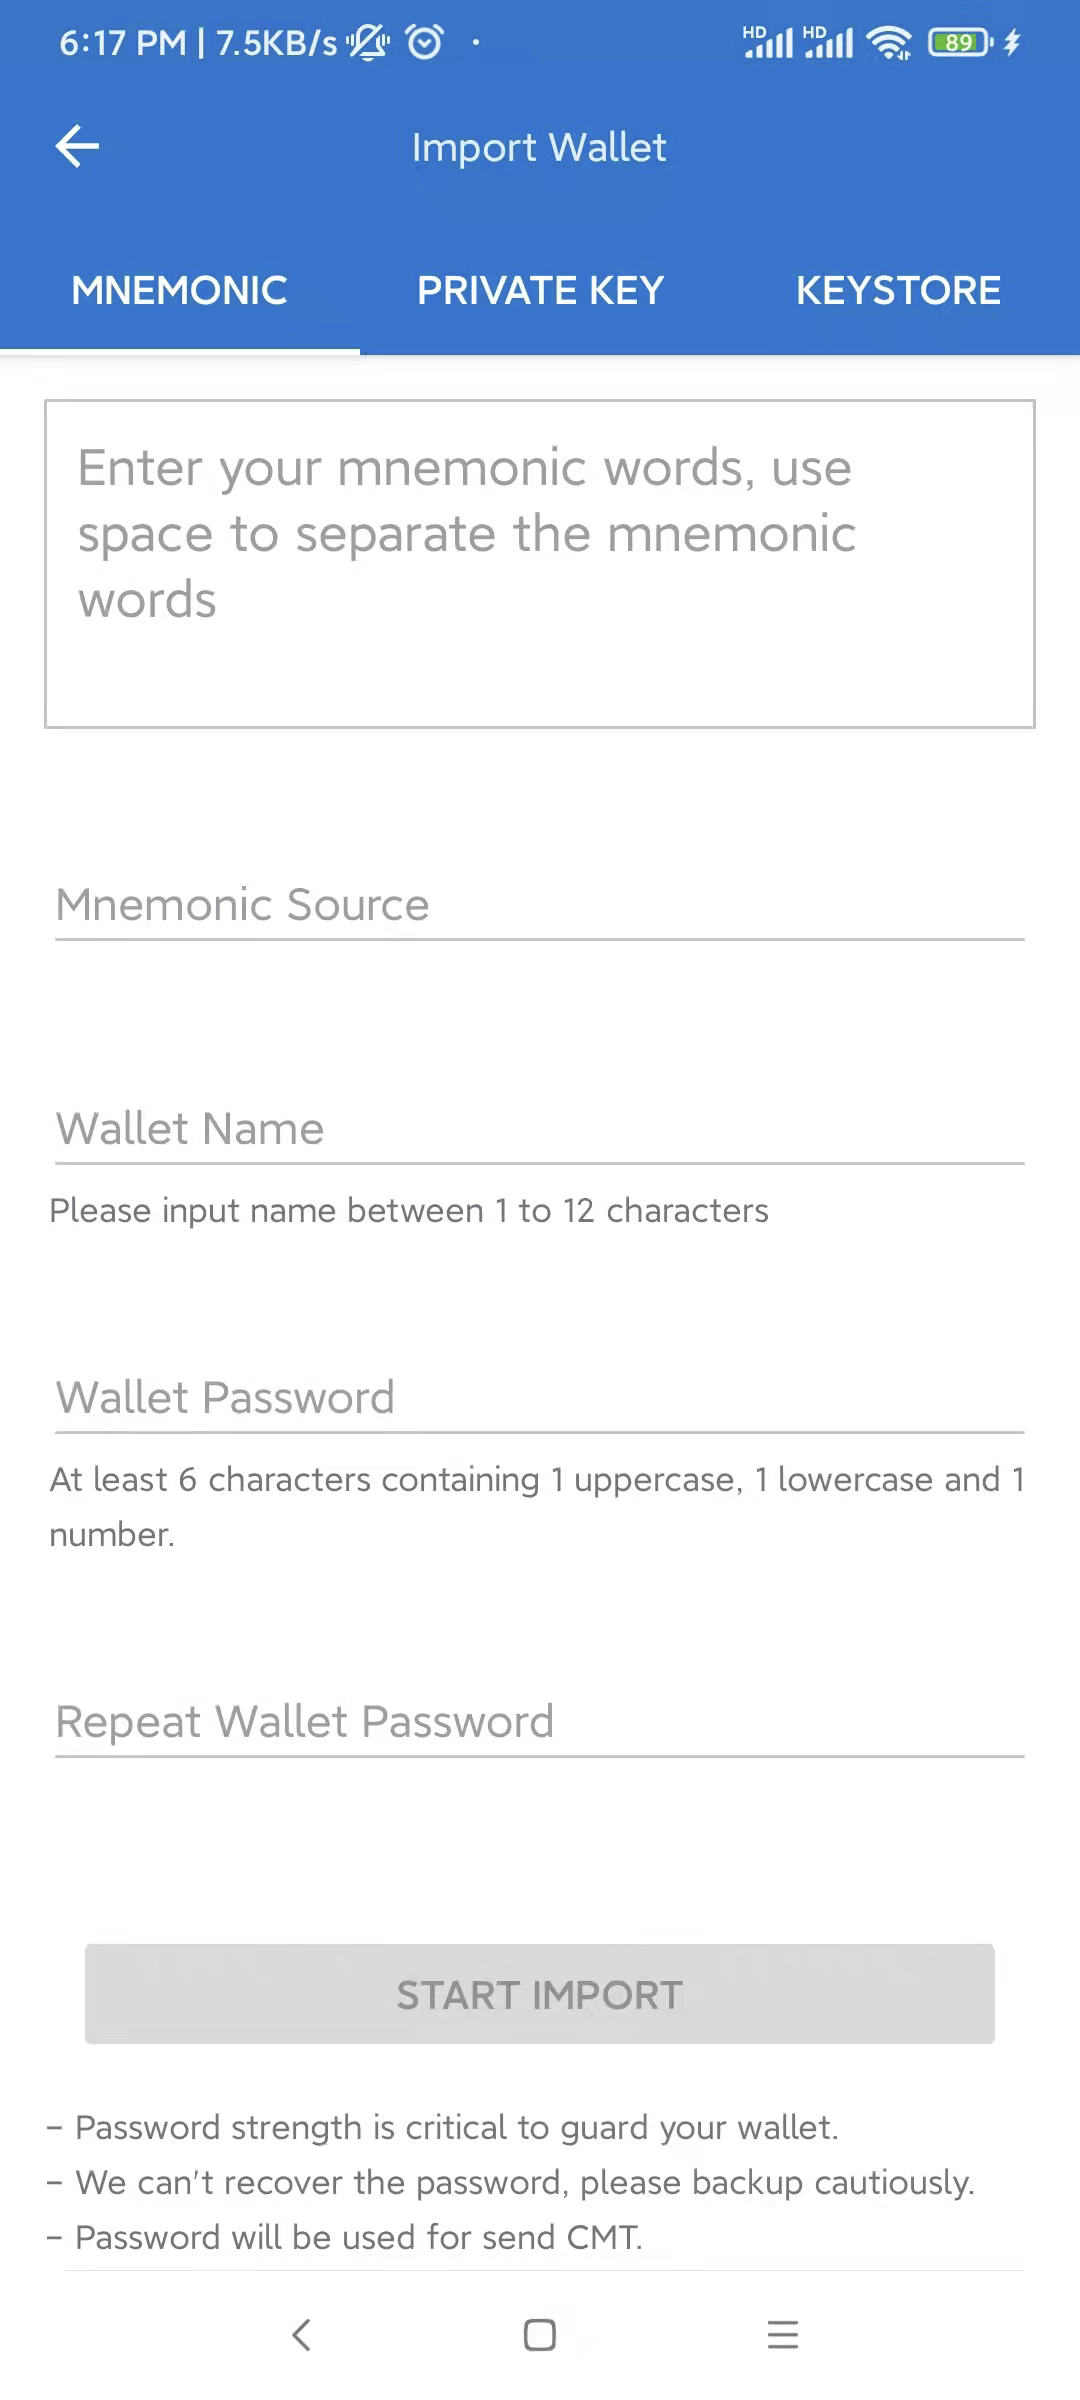 6:17 PM | 7.5KB/s HD HD 89
Import Wallet
MNEMONIC PRIVATE KEY KEYSTORE
Enter your mnemonic words, use
space to separate the mnemonic
words
Mnemonic Source
Wallet Name
Please input name between 1 to 12 characters
Wallet Password
At least 6 characters containing 1 uppercase, 1 lowercase and 1
number.
Repeat Wallet Password
START IMPORT
– Password strength is critical to guard your wallet.
– We can't recover the password, please backup cautiously.
– Password will be used for send CMT.